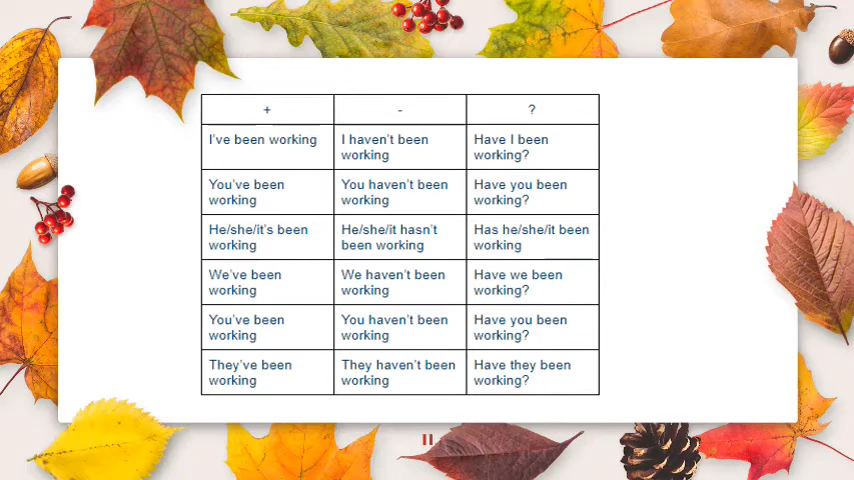 + - ?
I've been working
I haven't been
working
Have I been
working?
You've been
working
You haven't been
working
Have you been
working?
He/she/it's been
working
He/she/it hasn't
been working
Has he/she/it been
working
We've been
working
We haven't been
working
Have we been
working?
You've been
working
You haven't been
working
Have you been
working?
They've been
working
They haven't been
working
Have they been
working?
11